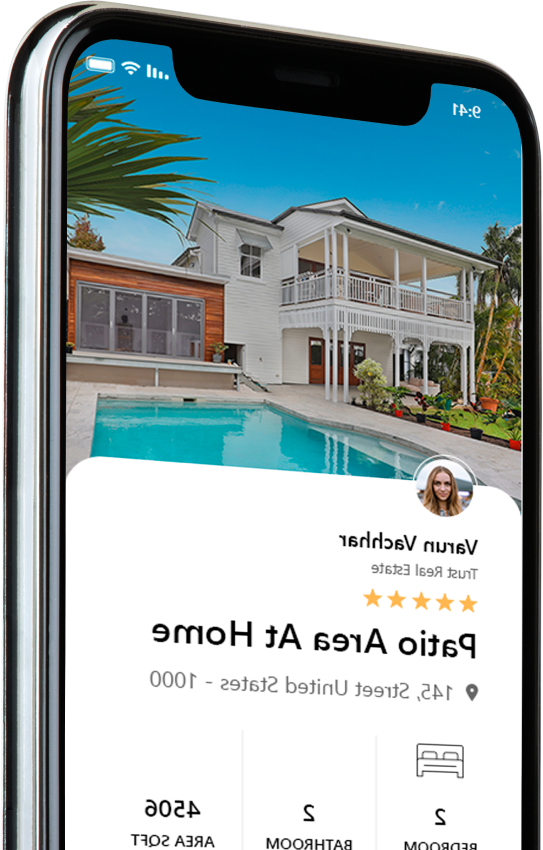 9:41
Varun Vachhar
Trust Real Estate
Patio Area At Home
145, Street United States - 1000
2
2
4506
BEDROOM
BATHROOM
AREA SQFT